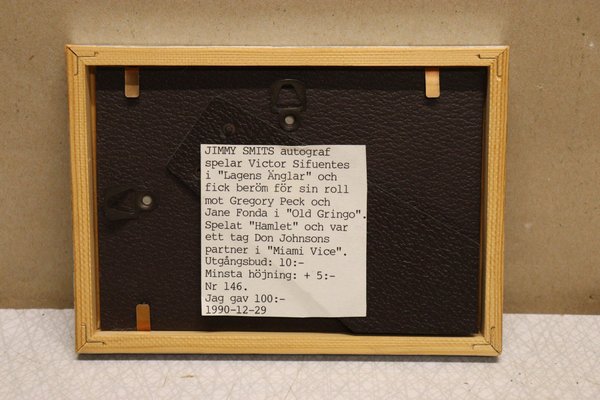 JIMMY SMITS autograf
spelar Victor Sifuentes
i "Lagens Änglar" och
fick beröm för sin roll
mot Gregory Peck och
Jane Fonda i "Old Gringo".
Spelat "Hamlet" och var
ett tag Don Johnsons
partner i "Miami Vice".
Utgångsbud: 10:-
Minsta höjning: + 5:-
Nr 146.
Jag gav 100:-
1990-12-29